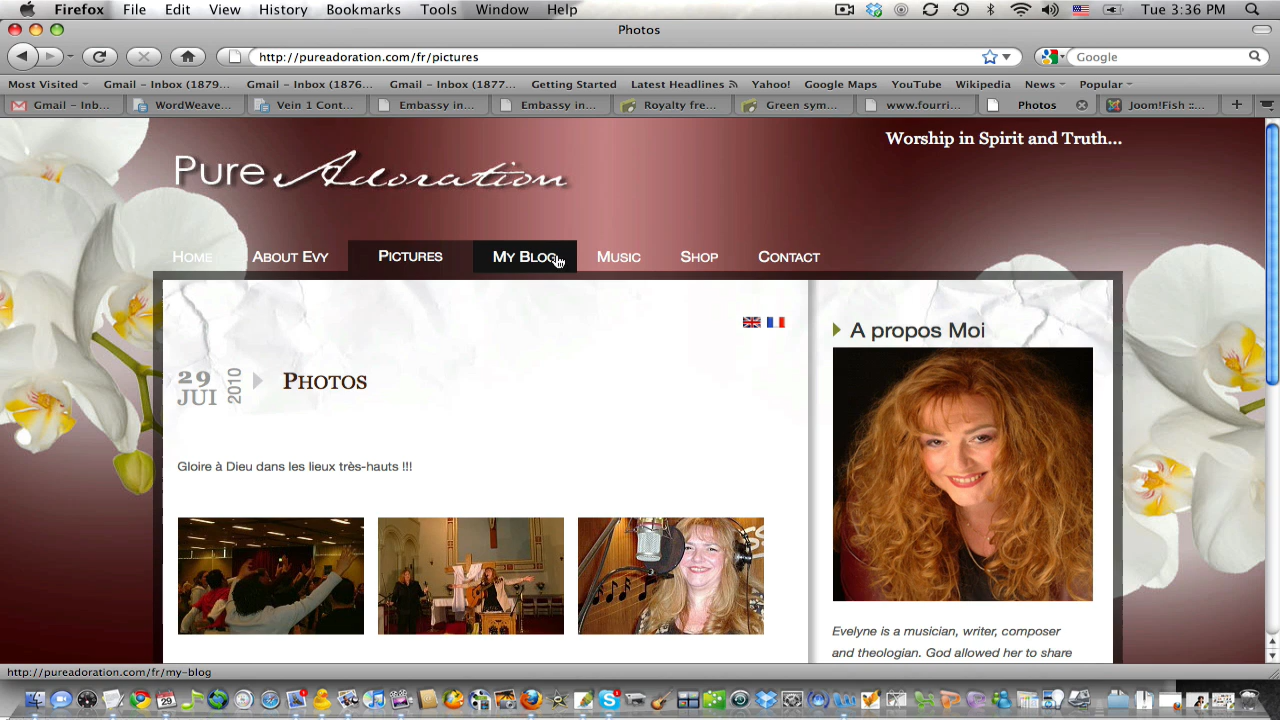 Firefox File Edit View History Bookmarks Tools Window Help Tue 3:36 PM
Photos
http://pureadoration.com/fr/pictures Google
Most Visited Gmail – Inbox (1879... Gmail – Inbox (1876... Gmail – Inbox (1877... Getting Started Latest Headlines Yahoo! Google Maps YouTube Wikipedia News Popular
Gmail – Inb... WordWeave... Vein 1 Cont... Embassy in... Embassy in... Royalty fre... Green sym... www.fourri... Photos Joom!Fish ::...
Worship in Spirit and Truth...
Pure Adoration
Home About Evy Pictures My Blog Music Shop Contact
A propos Moi
29
JUI 2010
Photos
Gloire à Dieu dans les lieux très-hauts !!!
Evelyne is a musician, writer, composer
and theologian. God allowed her to share
http://pureadoration.com/fr/my-blog